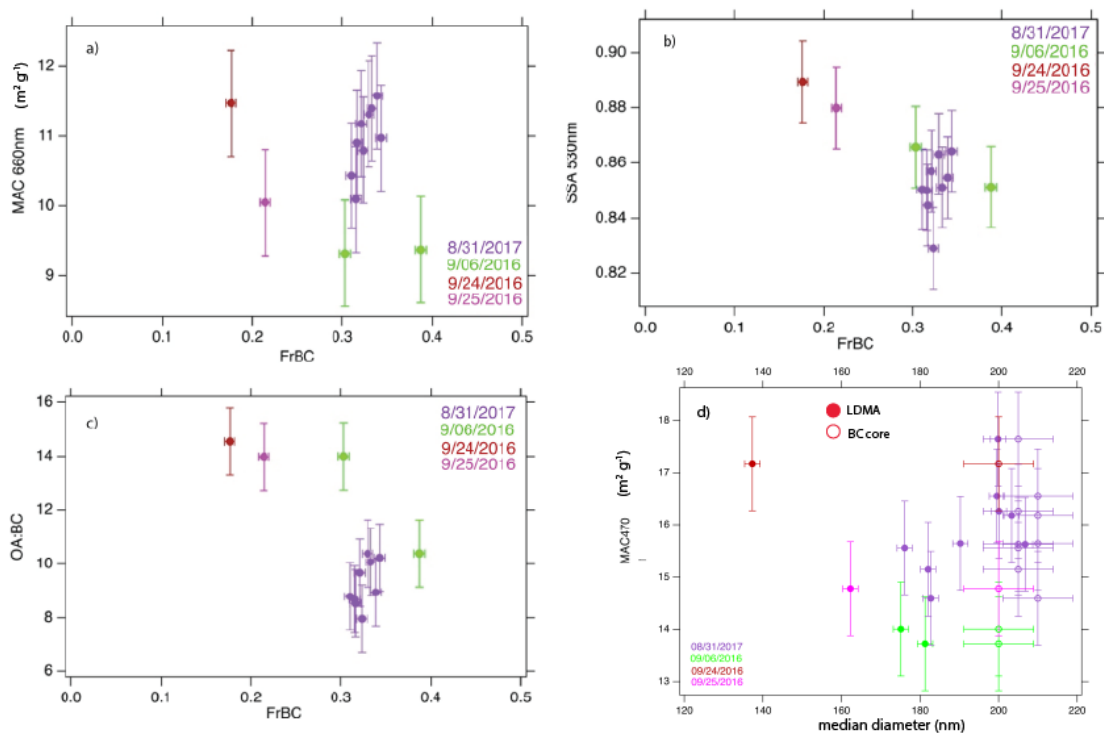 a)
12
11
10
9
MAC 660nm (m² g⁻¹)
8/31/2017
9/06/2016
9/24/2016
9/25/2016
0.0 0.1 0.2 0.3 0.4 0.5
FrBC
b)
0.90
0.88
0.86
0.84
0.82
SSA 530nm
8/31/2017
9/06/2016
9/24/2016
9/25/2016
0.0 0.1 0.2 0.3 0.4 0.5
FrBC
c)
16
14
12
10
8
6
OA:BC
8/31/2017
9/06/2016
9/24/2016
9/25/2016
0.0 0.1 0.2 0.3 0.4 0.5
FrBC
120 140 160 180 200 220
d)
LDMA
BC core
18
17
16
15
14
13
MAC470 (m² g⁻¹)
08/31/2017
09/06/2016
09/24/2016
09/25/2016
120 140 160 180 200 220
median diameter (nm)